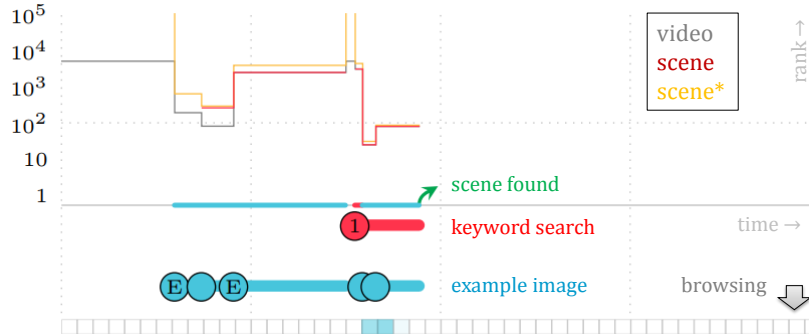 10^5
10^4
10^3
10^2
10
1
video
scene
scene*
rank →
scene found
1
keyword search
time →
E
E
example image
browsing